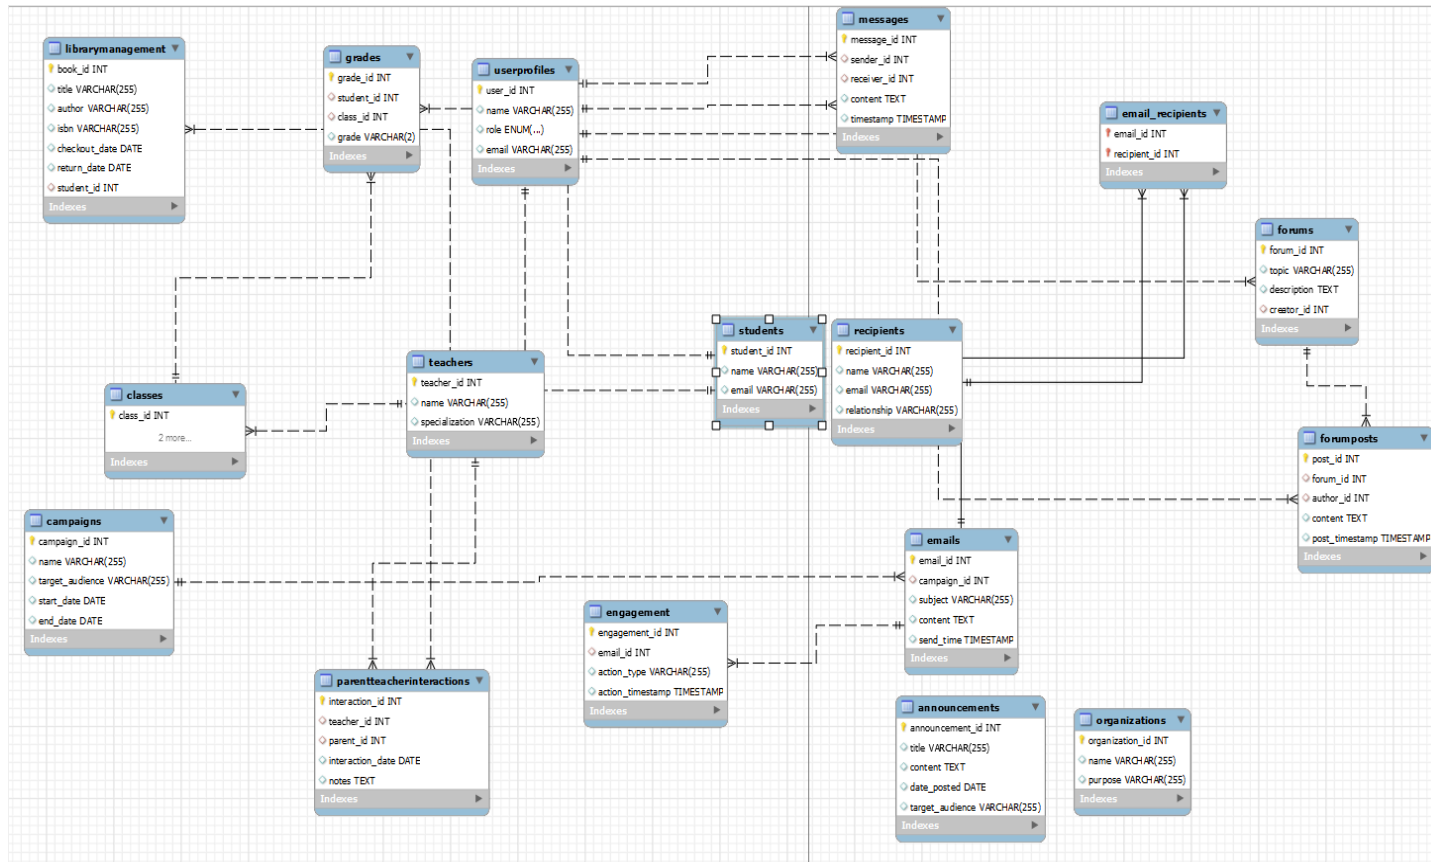 librarymanagement
book_id INT
title VARCHAR(255)
author VARCHAR(255)
isbn VARCHAR(255)
checkout_date DATE
return_date DATE
student_id INT
Indexes
grades
grade_id INT
student_id INT
class_id INT
grade VARCHAR(2)
Indexes
userprofiles
user_id INT
name VARCHAR(255)
role ENUM(...)
email VARCHAR(255)
Indexes
messages
message_id INT
sender_id INT
receiver_id INT
content TEXT
timestamp TIMESTAMP
Indexes
email_recipients
email_id INT
recipient_id INT
Indexes
forums
forum_id INT
topic VARCHAR(255)
description TEXT
creator_id INT
Indexes
students
student_id INT
name VARCHAR(255)
email VARCHAR(255)
Indexes
recipients
recipient_id INT
name VARCHAR(255)
email VARCHAR(255)
relationship VARCHAR(255)
Indexes
teachers
teacher_id INT
name VARCHAR(255)
specialization VARCHAR(255)
Indexes
classes
class_id INT
2 more...
Indexes
forumposts
post_id INT
forum_id INT
author_id INT
content TEXT
post_timestamp TIMESTAMP
Indexes
campaigns
campaign_id INT
name VARCHAR(255)
target_audience VARCHAR(255)
start_date DATE
end_date DATE
Indexes
emails
email_id INT
campaign_id INT
subject VARCHAR(255)
content TEXT
send_time TIMESTAMP
Indexes
engagement
engagement_id INT
email_id INT
action_type VARCHAR(255)
action_timestamp TIMESTAMP
Indexes
parentteacherinteractions
interaction_id INT
teacher_id INT
parent_id INT
interaction_date DATE
notes TEXT
Indexes
announcements
announcement_id INT
title VARCHAR(255)
content TEXT
date_posted DATE
target_audience VARCHAR(255)
Indexes
organizations
organization_id INT
name VARCHAR(255)
purpose VARCHAR(255)
Indexes